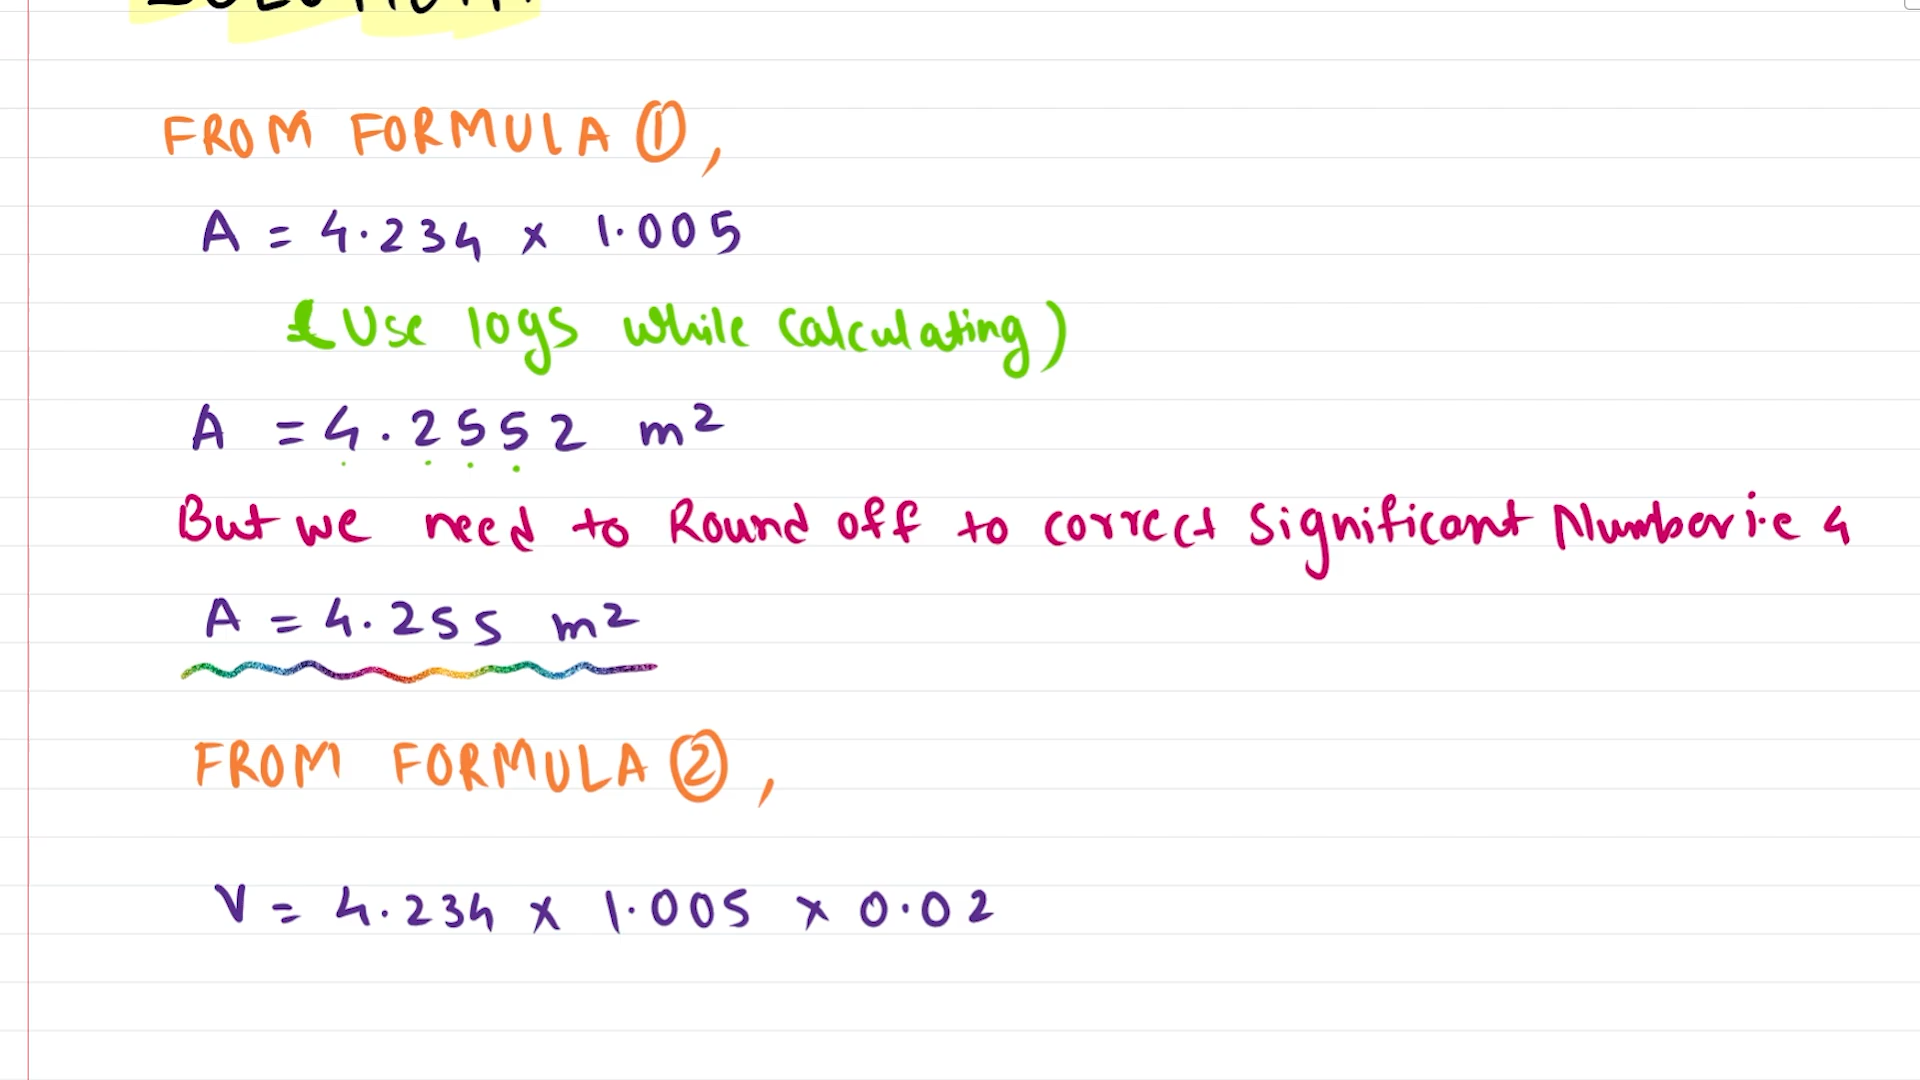 SOLUTION:
FROM FORMULA ①,
A = 4.234 x 1.005
(Use logs while calculating)
A = 4.2552 m²
But we need to Round off to correct significant Number i.e 4
A = 4.255 m²
FROM FORMULA ②,
V = 4.234 x 1.005 x 0.02